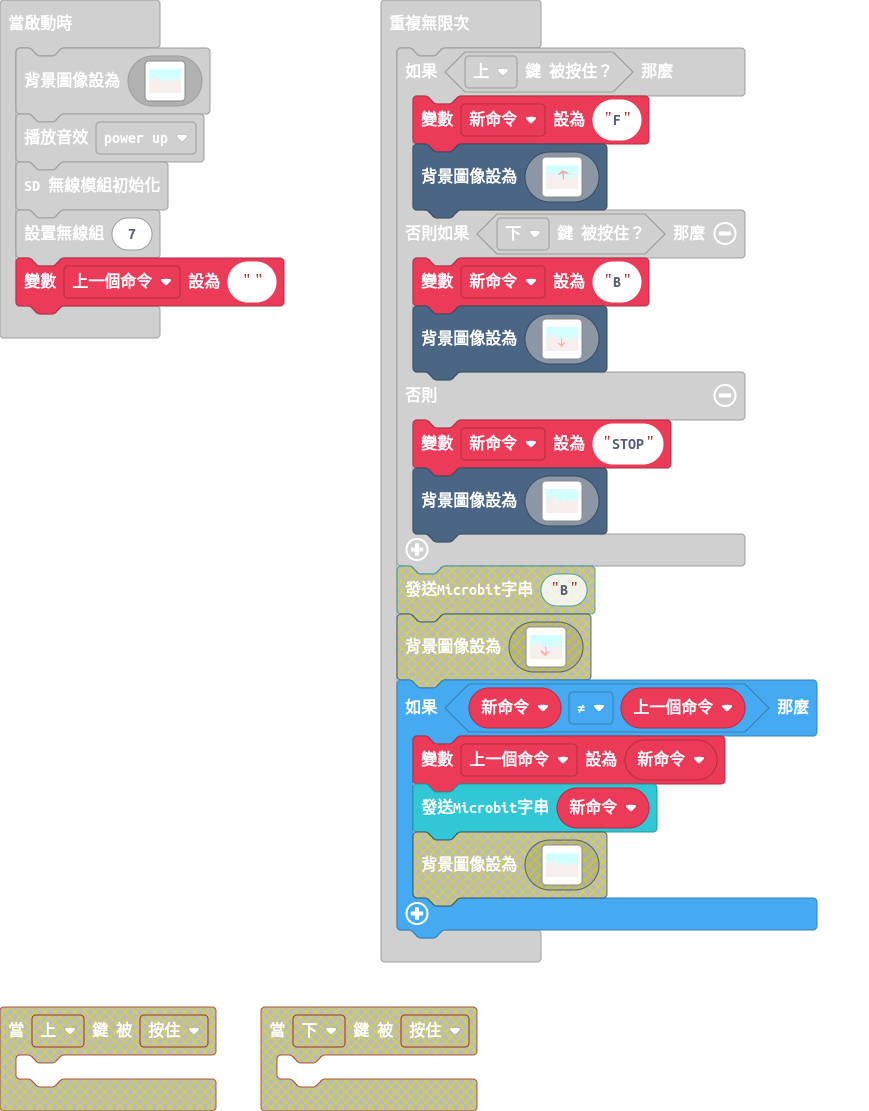 當啟動時
背景圖像設為
播放音效 power up
SD 無線模組初始化
設置無線組 7
變數 上一個命令 設為 " "
重複無限次
如果 上 鍵 被按住？ 那麼
變數 新命令 設為 "F"
背景圖像設為
否則如果 下 鍵 被按住？ 那麼
變數 新命令 設為 "B"
背景圖像設為
否則
變數 新命令 設為 "STOP"
背景圖像設為
發送Microbit字串 "B"
背景圖像設為
如果 新命令 ≠ 上一個命令 那麼
變數 上一個命令 設為 新命令
發送Microbit字串 新命令
背景圖像設為
當 上 鍵 被 按住
當 下 鍵 被 按住